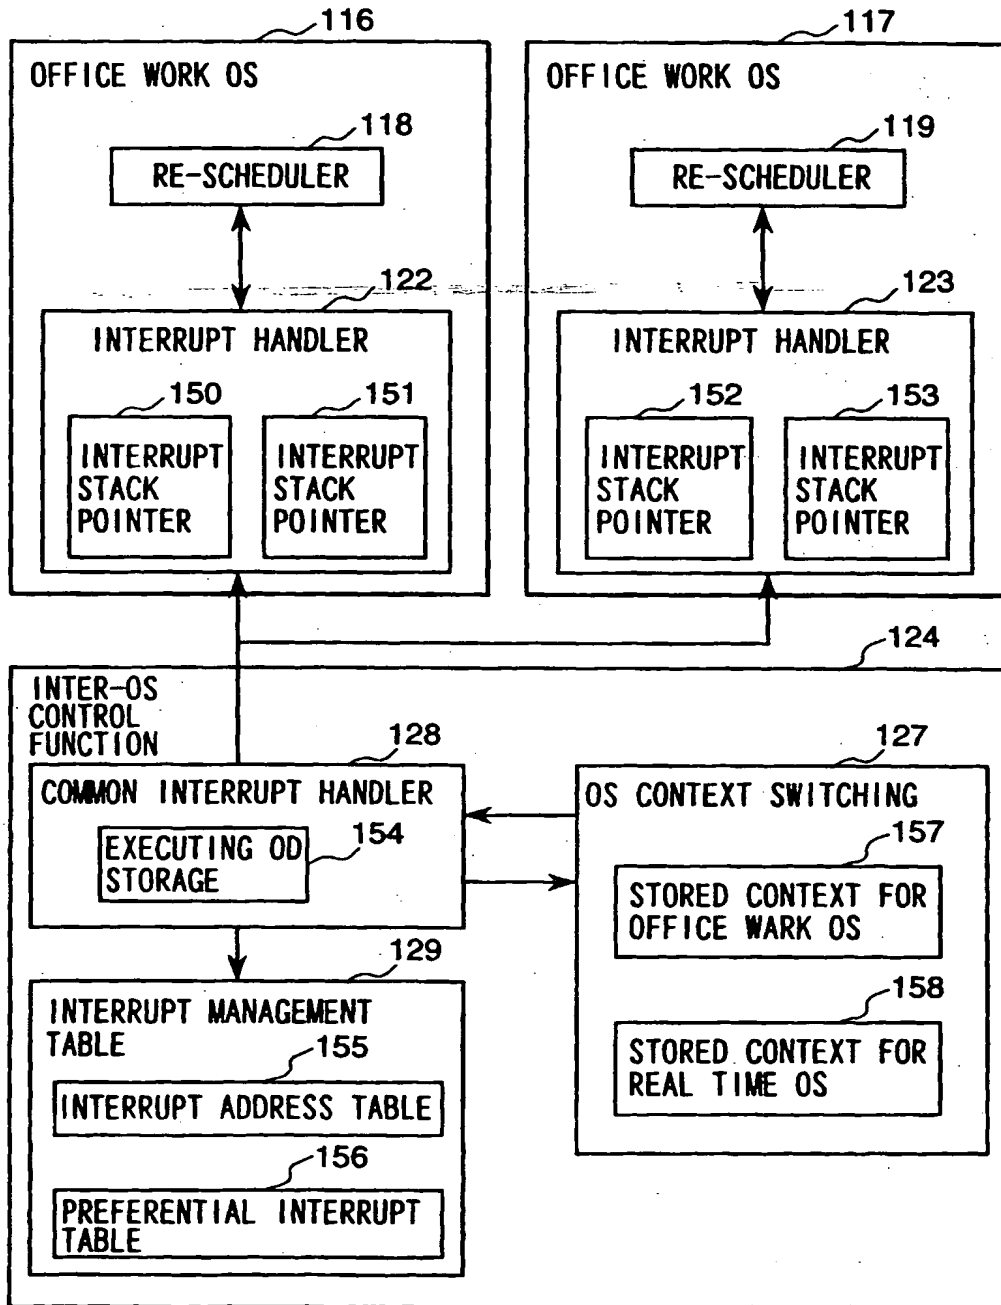 116
117
OFFICE WORK OS
OFFICE WORK OS
118
119
RE-SCHEDULER
RE-SCHEDULER
122
123
INTERRUPT HANDLER
INTERRUPT HANDLER
150
151
152
153
INTERRUPT
STACK
POINTER
INTERRUPT
STACK
POINTER
INTERRUPT
STACK
POINTER
INTERRUPT
STACK
POINTER
124
INTER-OS
CONTROL
FUNCTION
128
127
COMMON INTERRUPT HANDLER
154
EXECUTING OD
STORAGE
OS CONTEXT SWITCHING
157
STORED CONTEXT FOR
OFFICE WARK OS
129
158
INTERRUPT MANAGEMENT
TABLE
155
INTERRUPT ADDRESS TABLE
STORED CONTEXT FOR
REAL TIME OS
156
PREFERENTIAL INTERRUPT
TABLE